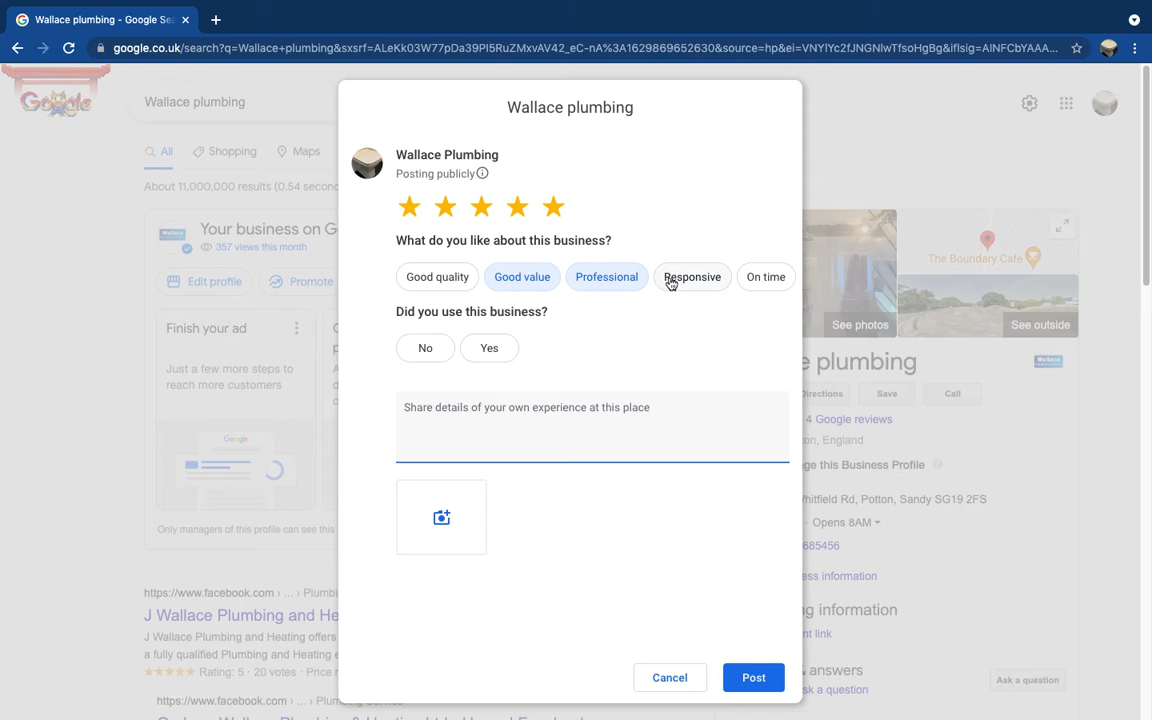 Wallace plumbing - Google Se
google.co.uk/search?q=Wallace+plumbing&sxsrf=ALeKk03W77pDa39PI5RuZMxvAV42_eC-nA%3A1629869652630&source=hp&ei=VNYlYc2fJNGNlwTfsoHgBg&iflsig=AINFCbYAAA...
Google
Wallace plumbing
All
Shopping
Maps
About 11,000,000 results (0.54 second
Your business on G
357 views this month
Edit profile
Promote
Finish your ad
Just a few more steps to
reach more customers
Google
Only managers of this profile can see this
https://www.facebook.com › ... › Plumbi
J Wallace Plumbing and He
J Wallace Plumbing and Heating offers
a fully qualified Plumbing and Heating e
Rating: 5 · 20 votes · Price r
https://www.facebook.com › ... › Plumbing Service
Wallace plumbing
Wallace Plumbing
Posting publicly
What do you like about this business?
Good quality
Good value
Professional
Responsive
On time
Did you use this business?
No
Yes
Share details of your own experience at this place
Cancel
Post
The Boundary Cafe
See photos
See outside
e plumbing
Wallace
Directions
Save
Call
4 Google reviews
on, England
age this Business Profile
hitfield Rd, Potton, Sandy SG19 2FS
· Opens 8AM
685456
ess information
ng information
nt link
& answers
sk a question
Ask a question